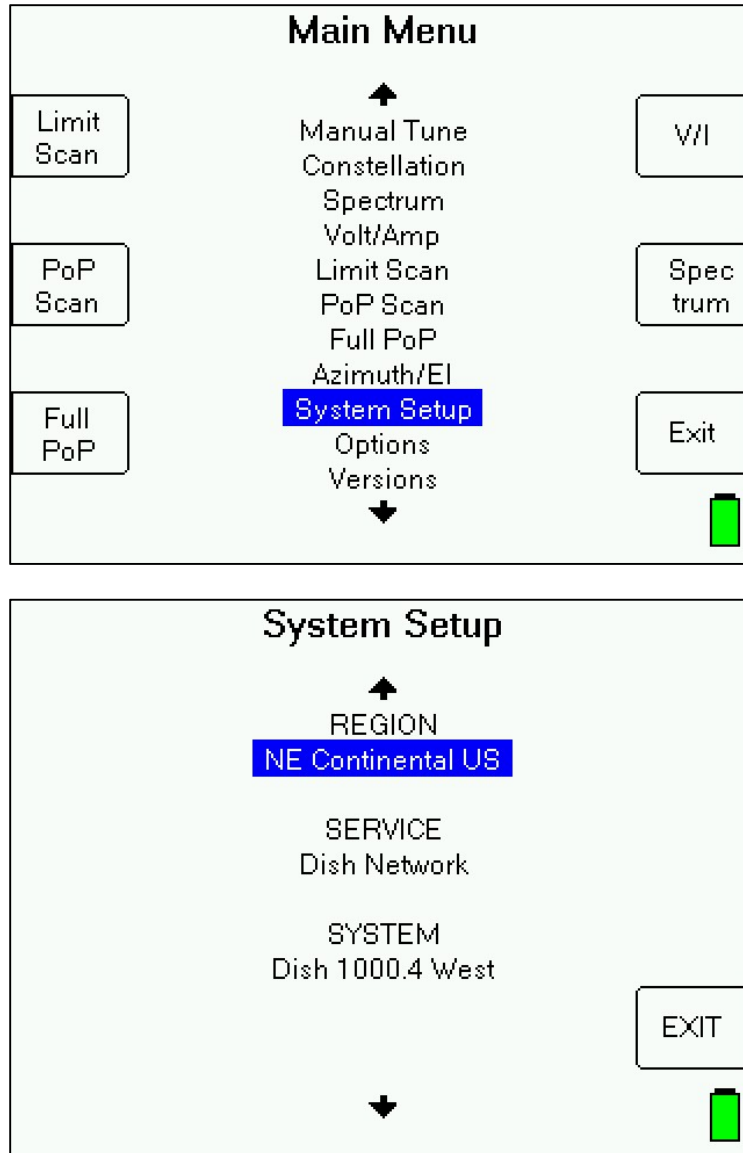 Main Menu
Limit
Scan
PoP
Scan
Full
PoP
Manual Tune
Constellation
Spectrum
Volt/Amp
Limit Scan
PoP Scan
Full PoP
Azimuth/El
System Setup
Options
Versions
V/I
Spec
trum
Exit
System Setup
REGION
NE Continental US
SERVICE
Dish Network
SYSTEM
Dish 1000.4 West
EXIT